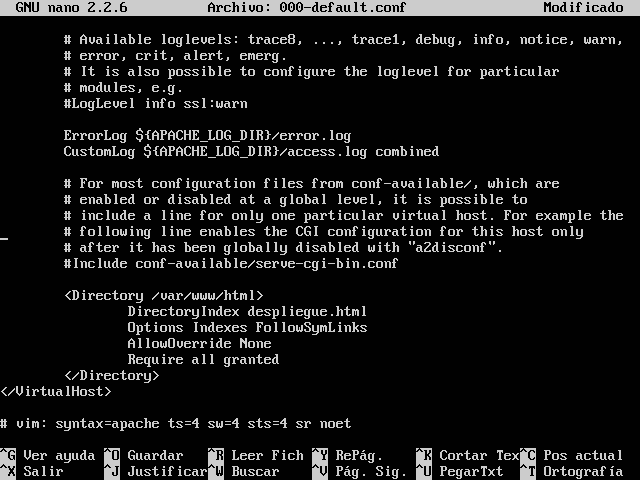 GNU nano 2.2.6 Archivo: 000-default.conf Modificado
# Available loglevels: trace8, ..., trace1, debug, info, notice, warn,
# error, crit, alert, emerg.
# It is also possible to configure the loglevel for particular
# modules, e.g.
#LogLevel info ssl:warn
ErrorLog ${APACHE_LOG_DIR}/error.log
CustomLog ${APACHE_LOG_DIR}/access.log combined
# For most configuration files from conf-available/, which are
# enabled or disabled at a global level, it is possible to
# include a line for only one particular virtual host. For example the
# following line enables the CGI configuration for this host only
# after it has been globally disabled with "a2disconf".
#Include conf-available/serve-cgi-bin.conf
<Directory /var/www/html>
DirectoryIndex despliegue.html
Options Indexes FollowSymLinks
AllowOverride None
Require all granted
</Directory>
</VirtualHost>
# vim: syntax=apache ts=4 sw=4 sts=4 sr noet
^G Ver ayuda ^O Guardar ^R Leer Fich ^Y RePág. ^K Cortar Tex ^C Pos actual
^X Salir ^J Justificar ^W Buscar ^V Pág. Sig. ^U PegarTxt ^T Ortografía